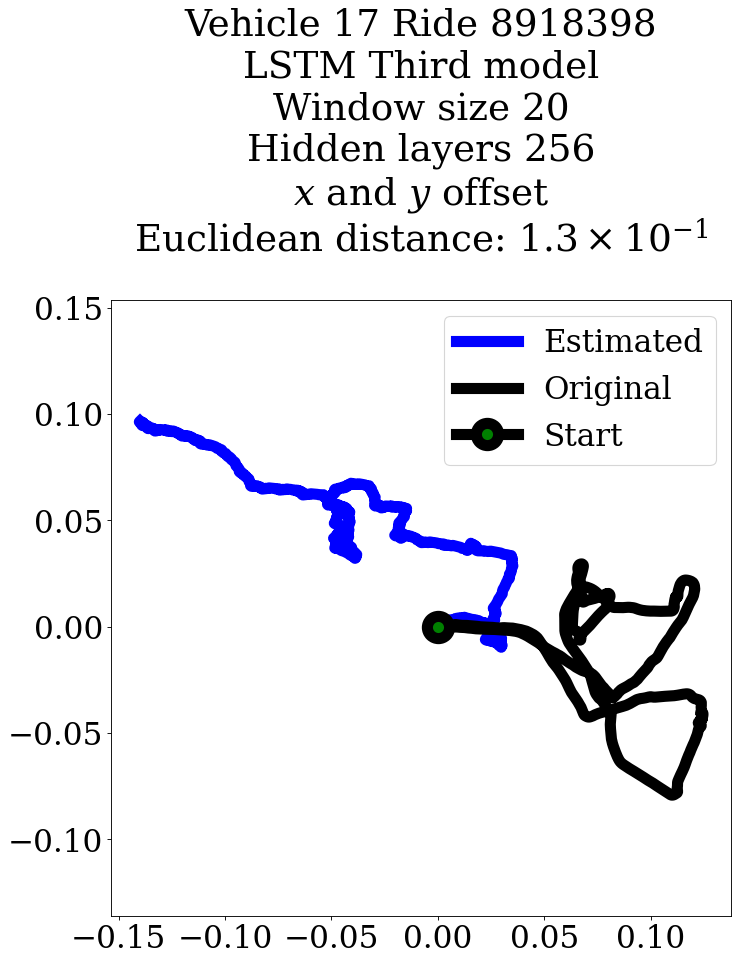 Vehicle 17 Ride 8918398
LSTM Third model
Window size 20
Hidden layers 256
x and y offset
Euclidean distance: 1.3 × 10⁻¹
0.15
0.10
0.05
0.00
−0.05
−0.10
Estimated
Original
Start
−0.15 −0.10 −0.05 0.00 0.05 0.10